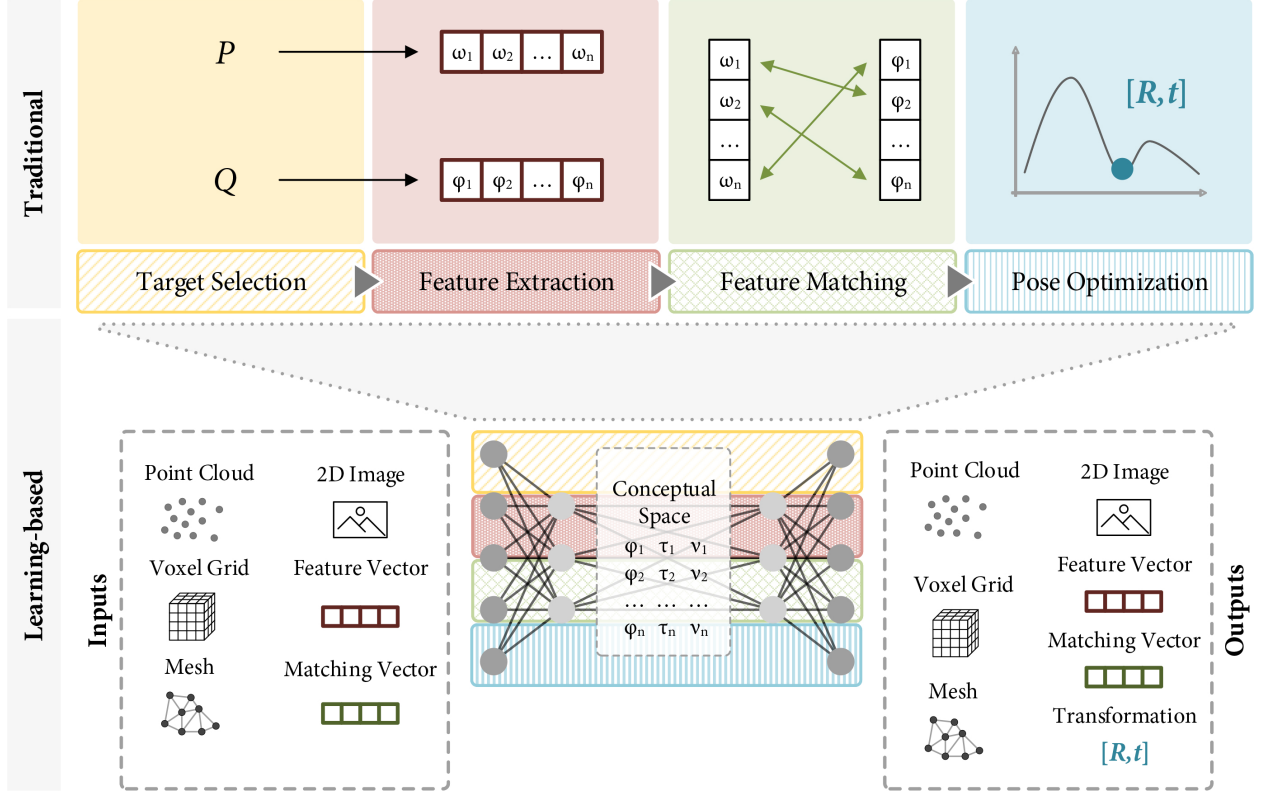 Traditional
P
ω1 ω2 ... ωn
Q
φ1 φ2 ... φn
ω1
ω2
...
ωn
φ1
φ2
...
φn
[R,t]
Target Selection
Feature Extraction
Feature Matching
Pose Optimization
Learning-based
Inputs
Point Cloud
2D Image
Voxel Grid
Feature Vector
Mesh
Matching Vector
Conceptual
Space
φ1 τ1 ν1
φ2 τ2 ν2
... ... ...
φn τn νn
Point Cloud
2D Image
Voxel Grid
Feature Vector
Matching Vector
Mesh
Transformation
[R,t]
Outputs